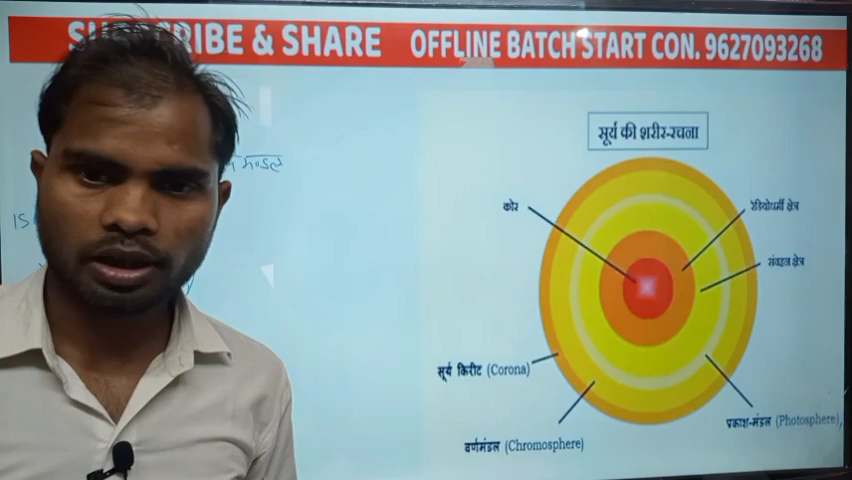 SUBSCRIBE & SHARE OFFLINE BATCH START CON. 9627093268
सूर्य की शरीर-रचना
कोर
रेडियोधर्मी क्षेत्र
संवहन क्षेत्र
सूर्य किरीट (Corona)
प्रकाश-मंडल (Photosphere),
वर्णमंडल (Chromosphere)